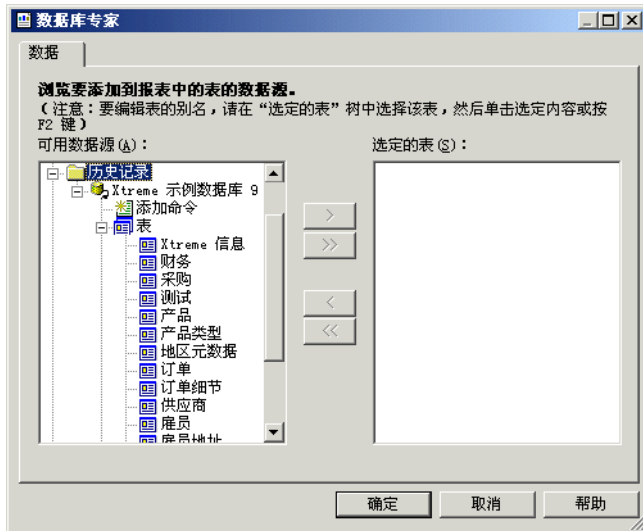 数据库专家
数据
浏览要添加到报表中的表的数据源。
(注意:要编辑表的别名,请在“选定的表”树中选择该表,然后单击选定内容或按
F2 键)
可用数据源(A):
选定的表(S):
历史记录
Xtreme 示例数据库 9
添加命令
表
Xtreme 信息
财务
采购
测试
产品
产品类型
地区元数据
订单
订单细节
供应商
雇员
雇员地址
>
>>
<
<<
确定
取消
帮助